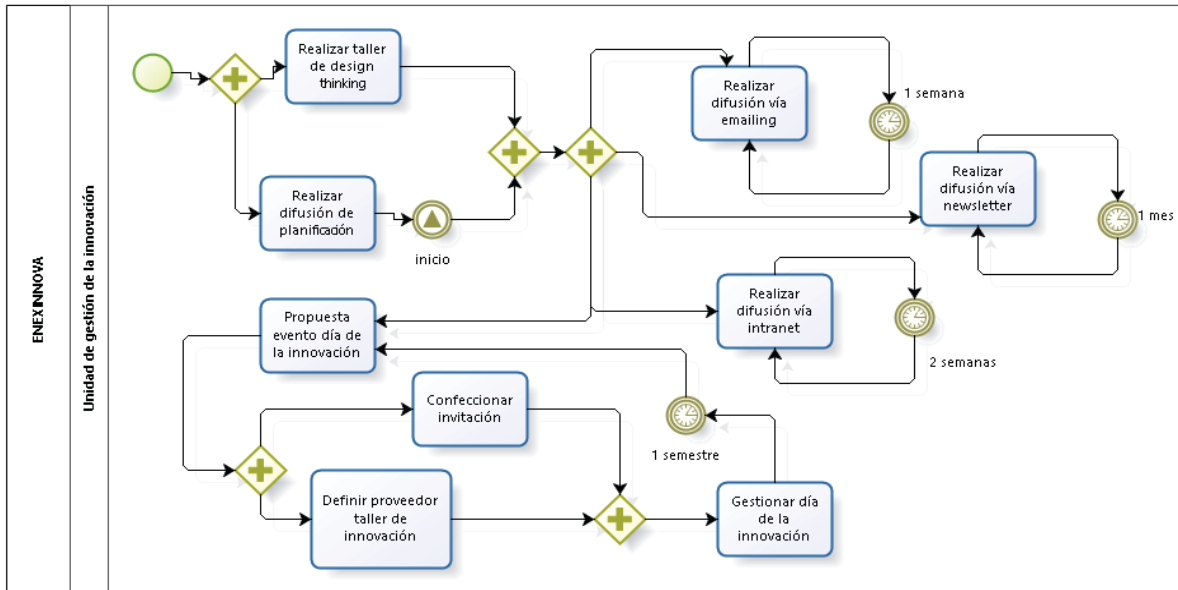 ENEXINNOVA
Unidad de gestión de la innovación
Realizar taller
de design
thinking
Realizar
difusión de
planificación
inicio
Realizar
difusión vía
emailing
1 semana
Realizar
difusión vía
newsletter
1 mes
Realizar
difusión vía
intranet
2 semanas
Propuesta
evento día de
la innovación
Confeccionar
invitación
1 semestre
Definir proveedor
taller de
innovación
Gestionar día
de la
innovación